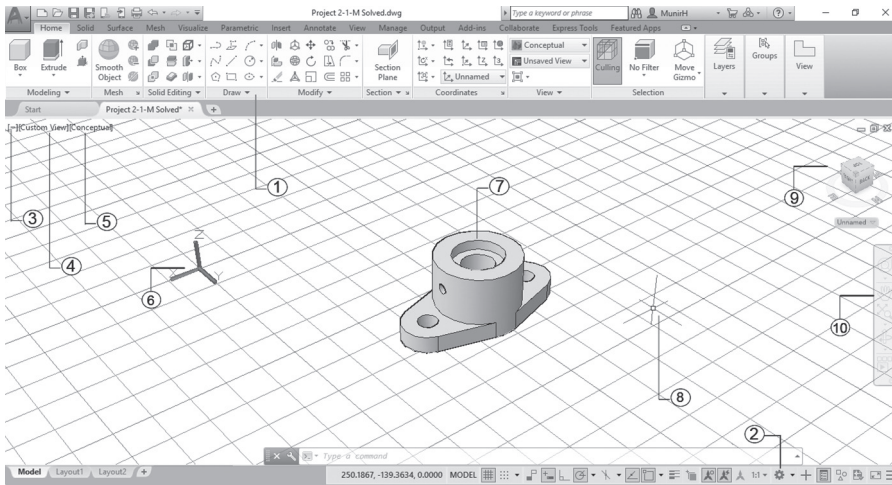 Project 2-1-M Solved.dwg
Type a keyword or phrase
MunirH
Home Solid Surface Mesh Visualize Parametric Insert Annotate View Manage Output Add-ins Collaborate Express Tools Featured Apps
Box
Extrude
Smooth
Object
Section
Plane
Conceptual
Unsaved View
Unnamed
Culling
No Filter
Move
Gizmo
Layers
Groups
View
Modeling Mesh Solid Editing Draw Modify Section Coordinates View Selection
Start Project 2-1-M Solved*
[-][Custom View][Conceptual]
1
7
9
3
5
Unnamed
Z
4
X
Y
6
10
8
2
Type a command
Model Layout1 Layout2
250.1867, -139.3634, 0.0000 MODEL
1:1